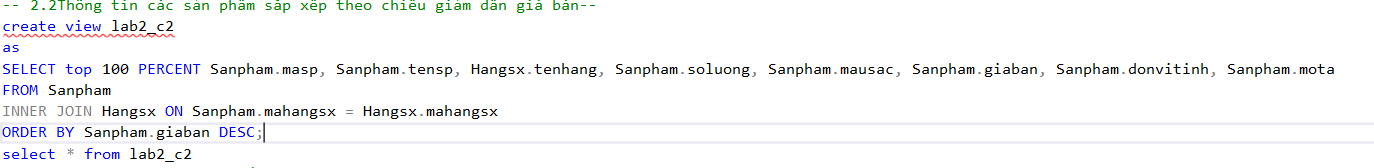 -- 2.2Thông tin các sản phẩm sắp xếp theo chiều giảm dần giá bán--
create view lab2_c2
as
SELECT top 100 PERCENT Sanpham.masp, Sanpham.tensp, Hangsx.tenhang, Sanpham.soluong, Sanpham.mausac, Sanpham.giaban, Sanpham.donvitinh, Sanpham.mota
FROM Sanpham
INNER JOIN Hangsx ON Sanpham.mahangsx = Hangsx.mahangsx
ORDER BY Sanpham.giaban DESC;
select * from lab2_c2